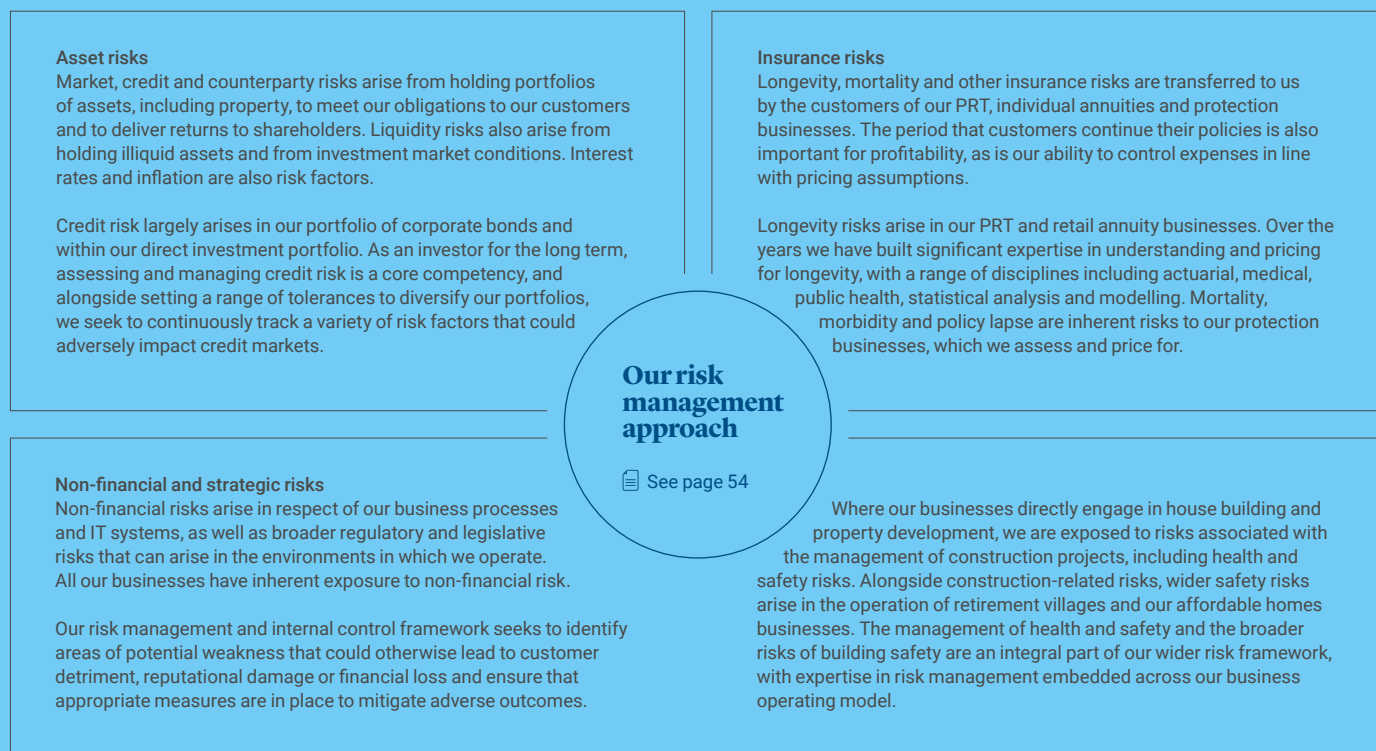 Asset risks
Market, credit and counterparty risks arise from holding portfolios
of assets, including property, to meet our obligations to our customers
and to deliver returns to shareholders. Liquidity risks also arise from
holding illiquid assets and from investment market conditions. Interest
rates and inflation are also risk factors.
Credit risk largely arises in our portfolio of corporate bonds and
within our direct investment portfolio. As an investor for the long term,
assessing and managing credit risk is a core competency, and
alongside setting a range of tolerances to diversify our portfolios,
we seek to continuously track a variety of risk factors that could
adversely impact credit markets.
Insurance risks
Longevity, mortality and other insurance risks are transferred to us
by the customers of our PRT, individual annuities and protection
businesses. The period that customers continue their policies is also
important for profitability, as is our ability to control expenses in line
with pricing assumptions.
Longevity risks arise in our PRT and retail annuity businesses. Over the
years we have built significant expertise in understanding and pricing
for longevity, with a range of disciplines including actuarial, medical,
public health, statistical analysis and modelling. Mortality,
morbidity and policy lapse are inherent risks to our protection
businesses, which we assess and price for.
Our risk
management
approach
See page 54
Non-financial and strategic risks
Non-financial risks arise in respect of our business processes
and IT systems, as well as broader regulatory and legislative
risks that can arise in the environments in which we operate.
All our businesses have inherent exposure to non-financial risk.
Our risk management and internal control framework seeks to identify
areas of potential weakness that could otherwise lead to customer
detriment, reputational damage or financial loss and ensure that
appropriate measures are in place to mitigate adverse outcomes.
Where our businesses directly engage in house building and
property development, we are exposed to risks associated with
the management of construction projects, including health and
safety risks. Alongside construction-related risks, wider safety risks
arise in the operation of retirement villages and our affordable homes
businesses. The management of health and safety and the broader
risks of building safety are an integral part of our wider risk framework,
with expertise in risk management embedded across our business
operating model.